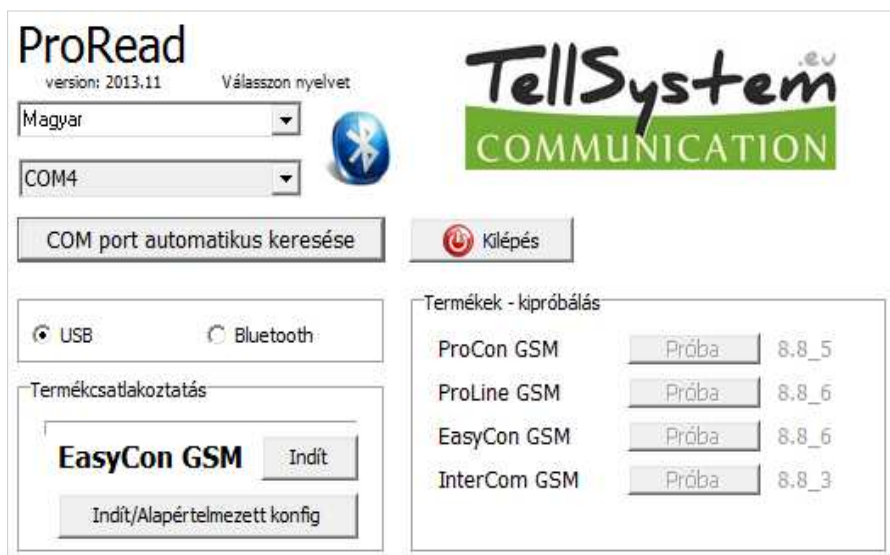 ProRead
version: 2013.11 Válasszon nyelvet
Magyar
COM4
COM port automatikus keresése
Kilépés
TellSystem.eu
COMMUNICATION
USB Bluetooth
Termékcsatlakoztatás
EasyCon GSM Indít
Indít/Alapértelmezett konfig
Termékek - kipróbálás
ProCon GSM Próba 8.8_5
ProLine GSM Próba 8.8_6
EasyCon GSM Próba 8.8_6
InterCom GSM Próba 8.8_3